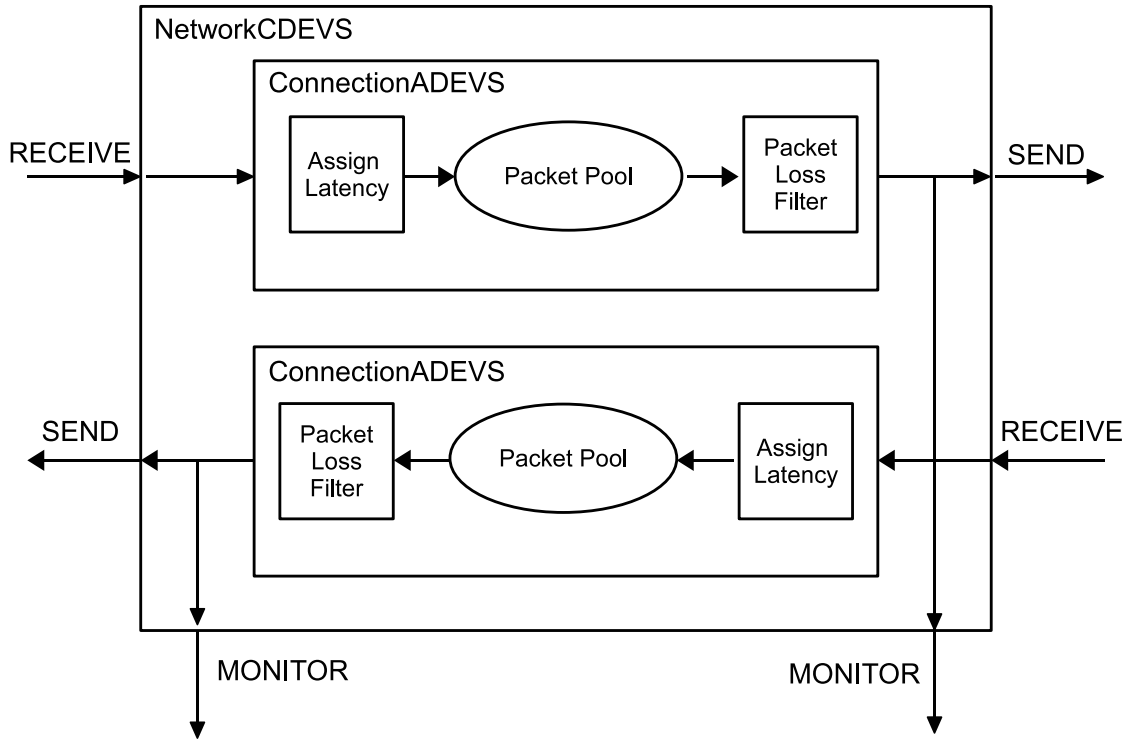 NetworkCDEVS
ConnectionADEVS
RECEIVE
Assign
Latency
Packet Pool
Packet
Loss
Filter
SEND
ConnectionADEVS
SEND
Packet
Loss
Filter
Packet Pool
Assign
Latency
RECEIVE
MONITOR
MONITOR